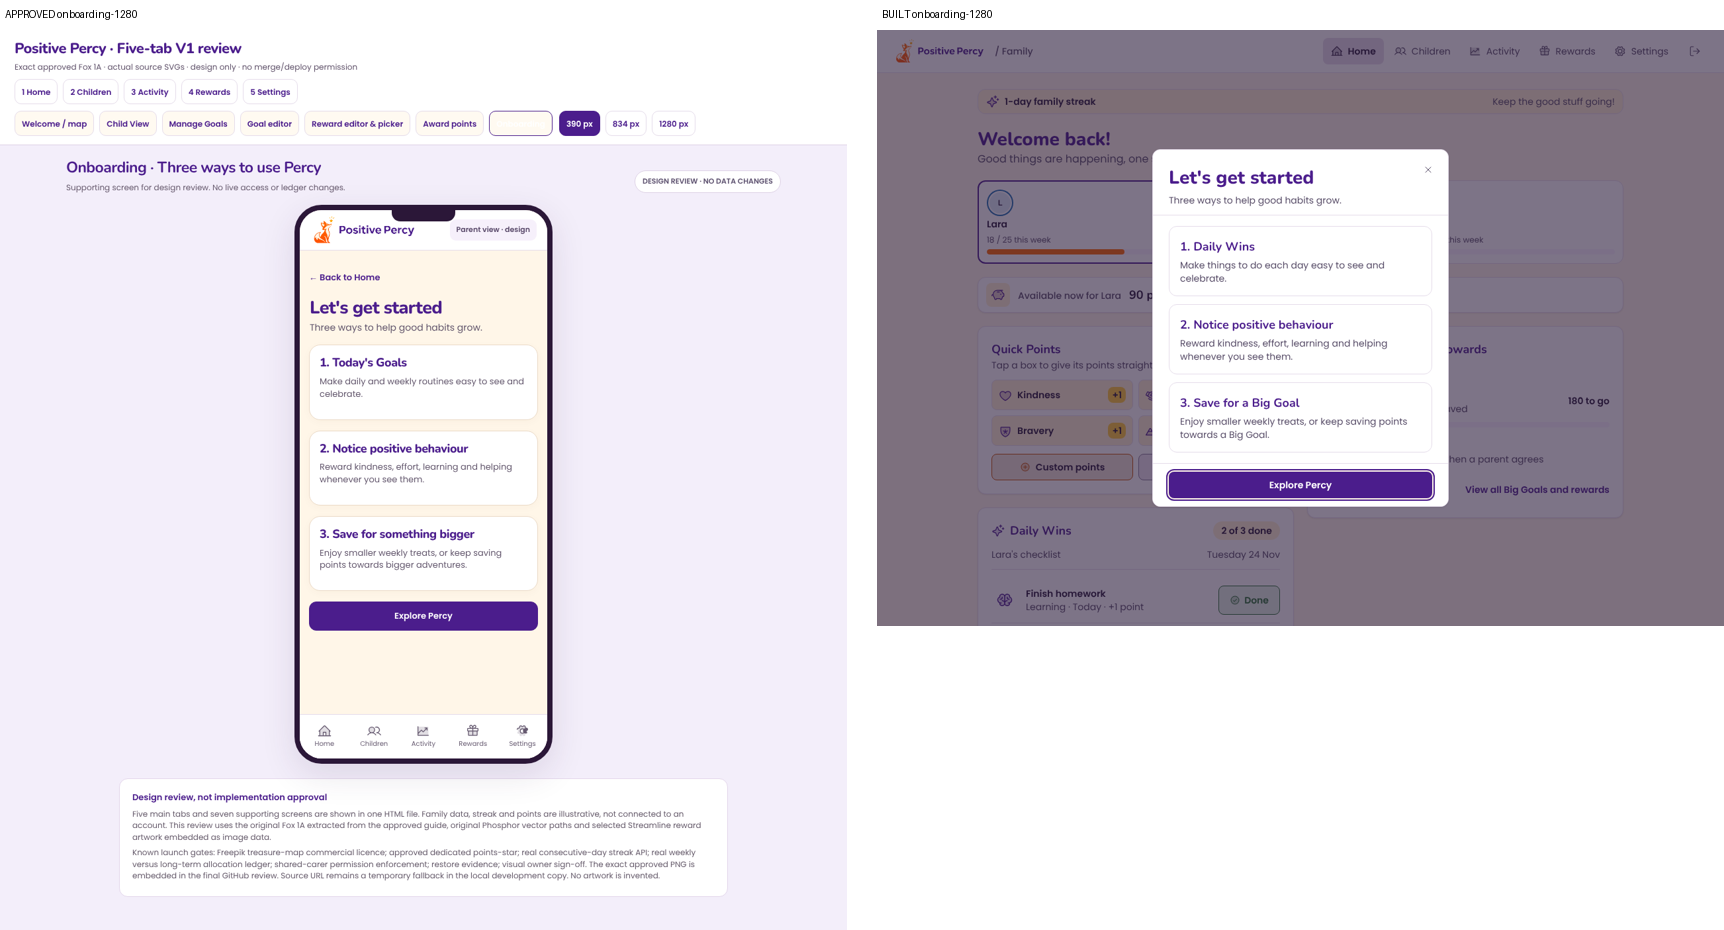 APPROVED onboarding-1280
Positive Percy · Five-tab V1 review
Exact approved Fox 1A · actual source SVGs · design only · no merge/deploy permission
1 Home
2 Children
3 Activity
4 Rewards
5 Settings
Welcome / map
Child View
Manage Goals
Goal editor
Reward editor & picker
Award points
390 px
834 px
1280 px
Onboarding · Three ways to use Percy
Supporting screen for design review. No live access or ledger changes.
DESIGN REVIEW · NO DATA CHANGES
Positive Percy
Parent view · design
← Back to Home
Let's get started
Three ways to help good habits grow.
1. Today's Goals
Make daily and weekly routines easy to see and
celebrate.
2. Notice positive behaviour
Reward kindness, effort, learning and helping
whenever you see them.
3. Save for something bigger
Enjoy smaller weekly treats, or keep saving
points towards bigger adventures.
Explore Percy
Home
Children
Activity
Rewards
Settings
Design review, not implementation approval
Five main tabs and seven supporting screens are shown in one HTML file. Family data, streak and points are illustrative, not connected to an
account. This review uses the original Fox 1A extracted from the approved guide, original Phosphor vector paths and selected Streamline reward
artwork embedded as image data.
Known launch gates: Freepik treasure-map commercial licence; approved dedicated points-star; real consecutive-day streak API; real weekly
versus long-term allocation ledger; shared-carer permission enforcement; restore evidence; visual owner sign-off. The exact approved PNG is
embedded in the final GitHub review. Source URL remains a temporary fallback in the local development copy. No artwork is invented.
BUILT onboarding-1280
Positive Percy / Family
Home
Children
Activity
Rewards
Settings
1-day family streak
Keep the good stuff going!
Welcome back!
Good things are happening, one
L
Lara
18 / 25 this week
his week
Available now for Lara 90 p
Quick Points
Tap a box to give its points straight
Kindness +1
Bravery +1
Custom points
owards
180 to go
ved
hen a parent agrees
View all Big Goals and rewards
Daily Wins
2 of 3 done
Lara's checklist
Tuesday 24 Nov
Finish homework
Learning · Today · +1 point
Done
Let's get started
×
Three ways to help good habits grow.
1. Daily Wins
Make things to do each day easy to see and
celebrate.
2. Notice positive behaviour
Reward kindness, effort, learning and helping
whenever you see them.
3. Save for a Big Goal
Enjoy smaller weekly treats, or keep saving points
towards a Big Goal.
Explore Percy